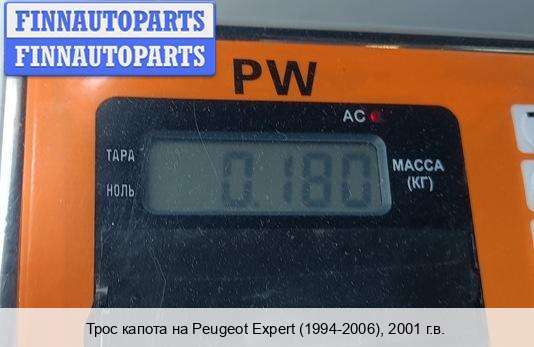 FINNAUTOPARTS
FINNAUTOPARTS
PW
AC
ТАРА
0.180
МАССА
(КГ)
НОЛЬ
Трос капота на Peugeot Expert (1994-2006), 2001 г.в.